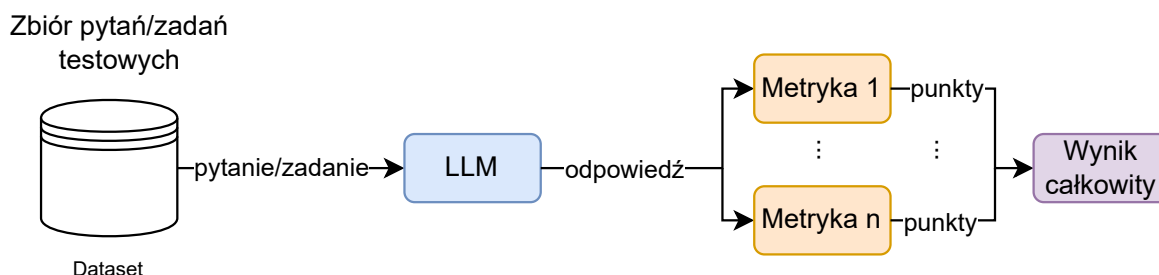 Zbiór pytań/zadań
testowych
Dataset
pytanie/zadanie
LLM
odpowiedź
Metryka 1
⋮
Metryka n
punkty
⋮
punkty
Wynik
całkowity